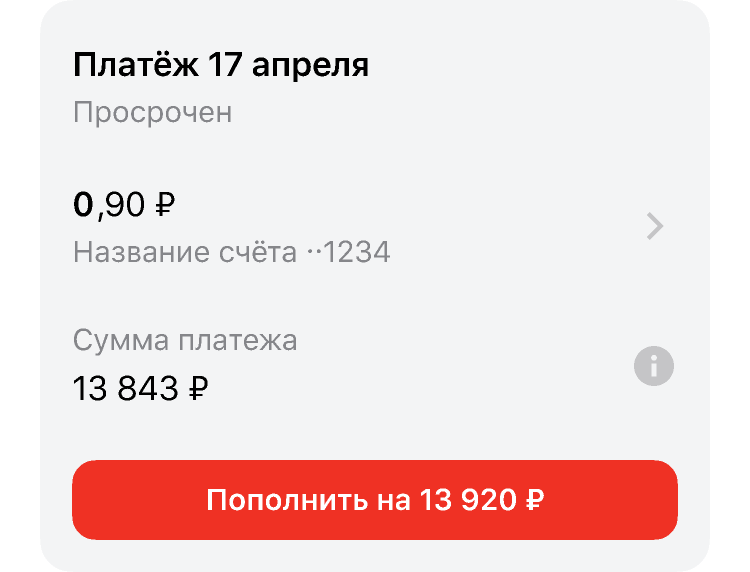 Платёж 17 апреля
Просрочен
0,90 ₽
Название счёта ··1234
Сумма платежа
13 843 ₽
Пополнить на 13 920 ₽